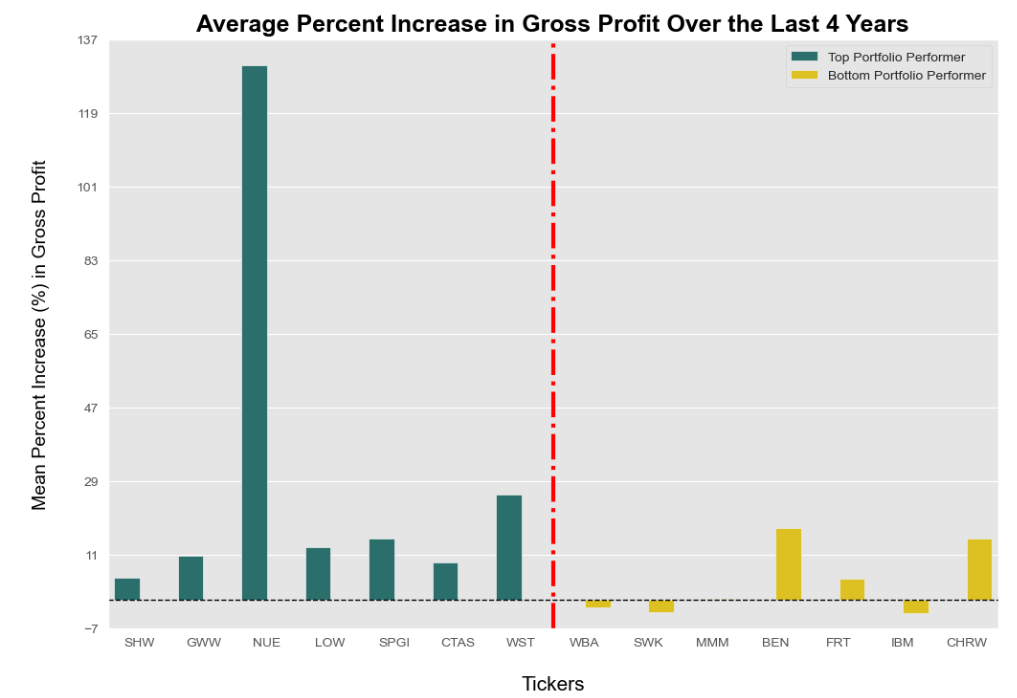 Average Percent Increase in Gross Profit Over the Last 4 Years
Top Portfolio Performer
Bottom Portfolio Performer
Mean Percent Increase (%) in Gross Profit
137
119
101
83
65
47
29
11
−7
SHW GWW NUE LOW SPGI CTAS WST WBA SWK MMM BEN FRT IBM CHRW
Tickers